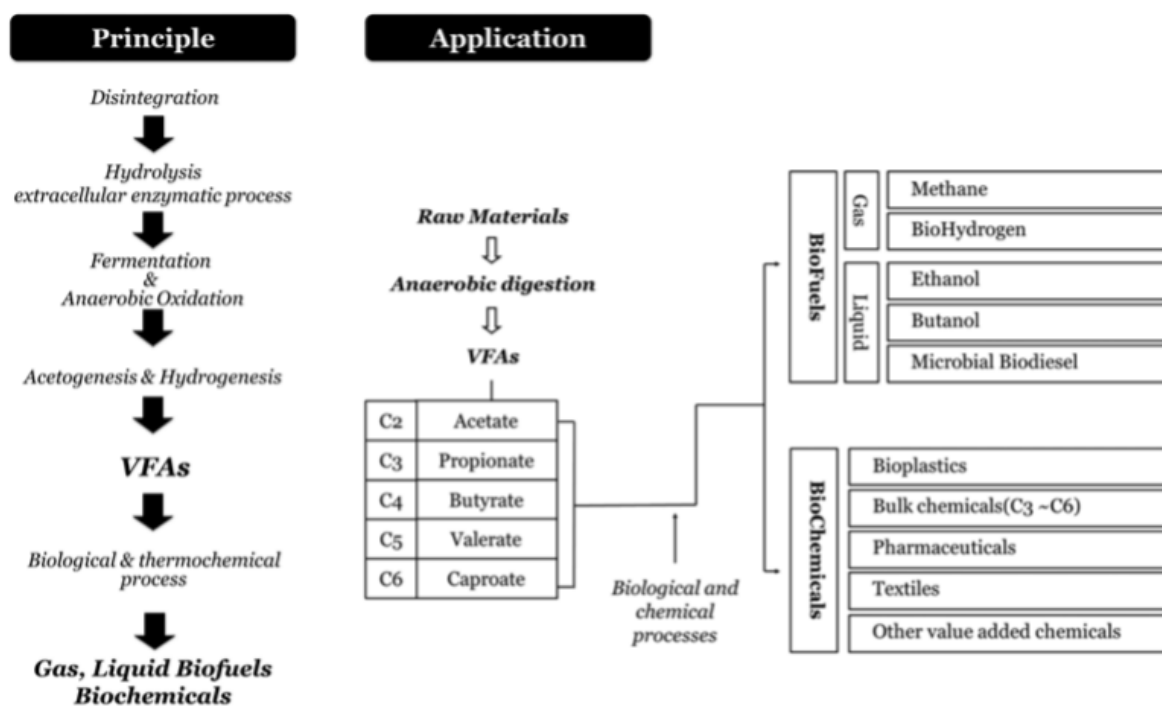 Principle
Disintegration
Hydrolysis
extracellular enzymatic process
Fermentation
&
Anaerobic Oxidation
Acetogenesis & Hydrogenesis
VFAs
Biological & thermochemical
process
Gas, Liquid Biofuels
Biochemicals
Application
Raw Materials
Anaerobic digestion
VFAs
C2 Acetate
C3 Propionate
C4 Butyrate
C5 Valerate
C6 Caproate
Biological and
chemical
processes
BioFuels
Gas
Methane
BioHydrogen
Liquid
Ethanol
Butanol
Microbial Biodiesel
BioChemicals
Bioplastics
Bulk chemicals(C3 ~C6)
Pharmaceuticals
Textiles
Other value added chemicals